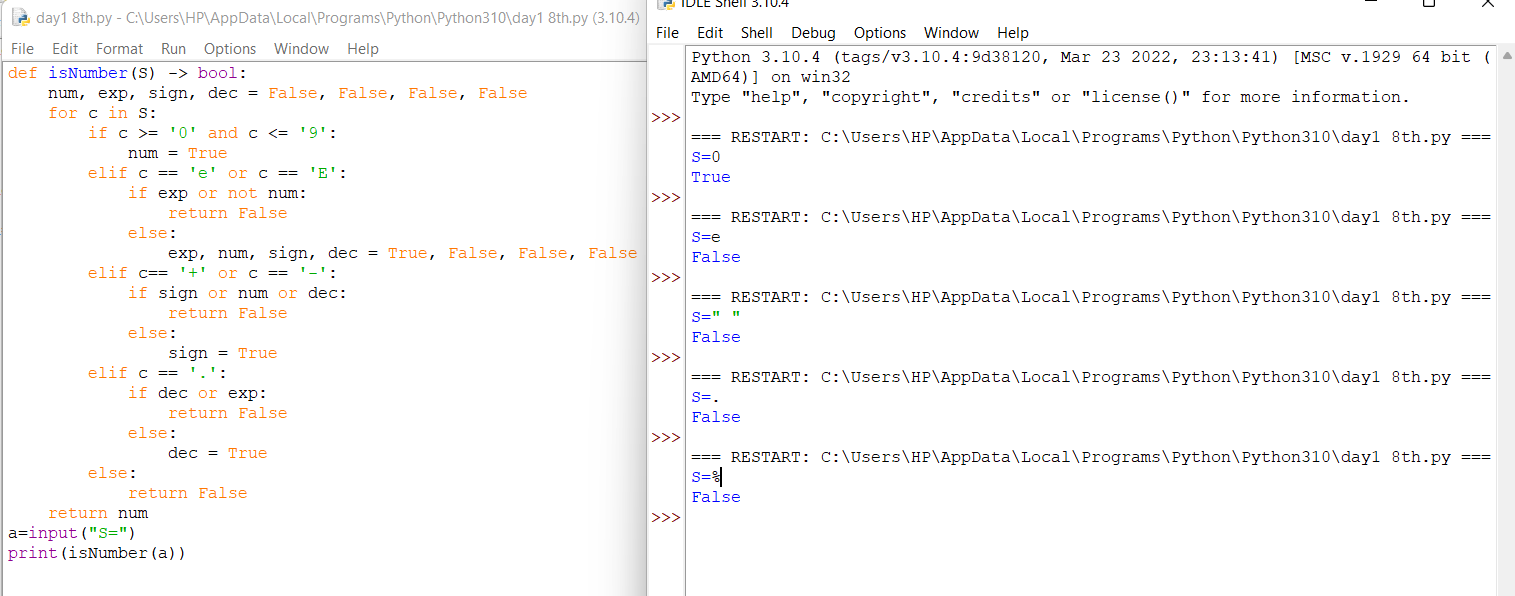 day1 8th.py - C:\Users\HP\AppData\Local\Programs\Python\Python310\day1 8th.py (3.10.4)
File Edit Format Run Options Window Help
def isNumber(S) -> bool:
    num, exp, sign, dec = False, False, False, False
    for c in S:
        if c >= '0' and c <= '9':
            num = True
        elif c == 'e' or c == 'E':
            if exp or not num:
                return False
            else:
                exp, num, sign, dec = True, False, False, False
        elif c== '+' or c == '-':
            if sign or num or dec:
                return False
            else:
                sign = True
        elif c == '.':
            if dec or exp:
                return False
            else:
                dec = True
        else:
            return False
    return num
a=input("S=")
print(isNumber(a))
IDLE Shell 3.10.4
File Edit Shell Debug Options Window Help
Python 3.10.4 (tags/v3.10.4:9d38120, Mar 23 2022, 23:13:41) [MSC v.1929 64 bit (
AMD64)] on win32
Type "help", "copyright", "credits" or "license()" for more information.
>>>
=== RESTART: C:\Users\HP\AppData\Local\Programs\Python\Python310\day1 8th.py ===
S=0
True
>>>
=== RESTART: C:\Users\HP\AppData\Local\Programs\Python\Python310\day1 8th.py ===
S=e
False
>>>
=== RESTART: C:\Users\HP\AppData\Local\Programs\Python\Python310\day1 8th.py ===
S=" "
False
>>>
=== RESTART: C:\Users\HP\AppData\Local\Programs\Python\Python310\day1 8th.py ===
S=.
False
>>>
=== RESTART: C:\Users\HP\AppData\Local\Programs\Python\Python310\day1 8th.py ===
S=%
False
>>>